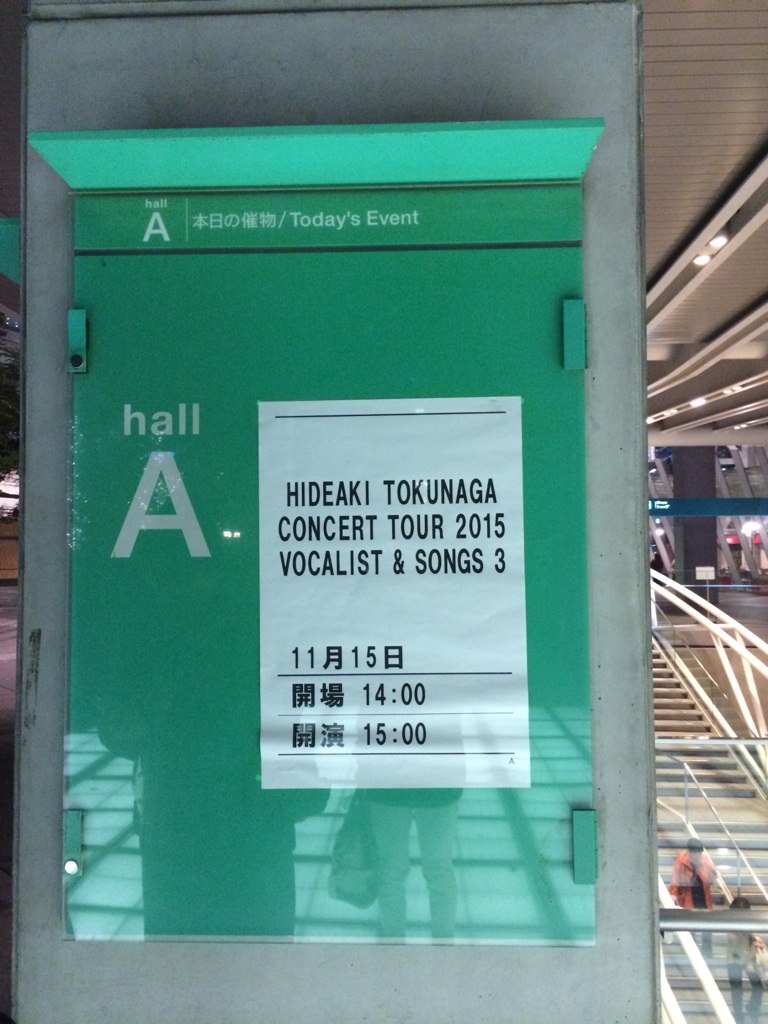 hall
A
本日の催物/Today's Event
hall
A
HIDEAKI TOKUNAGA
CONCERT TOUR 2015
VOCALIST & SONGS 3
11月15日
開場 14:00
開演 15:00
A